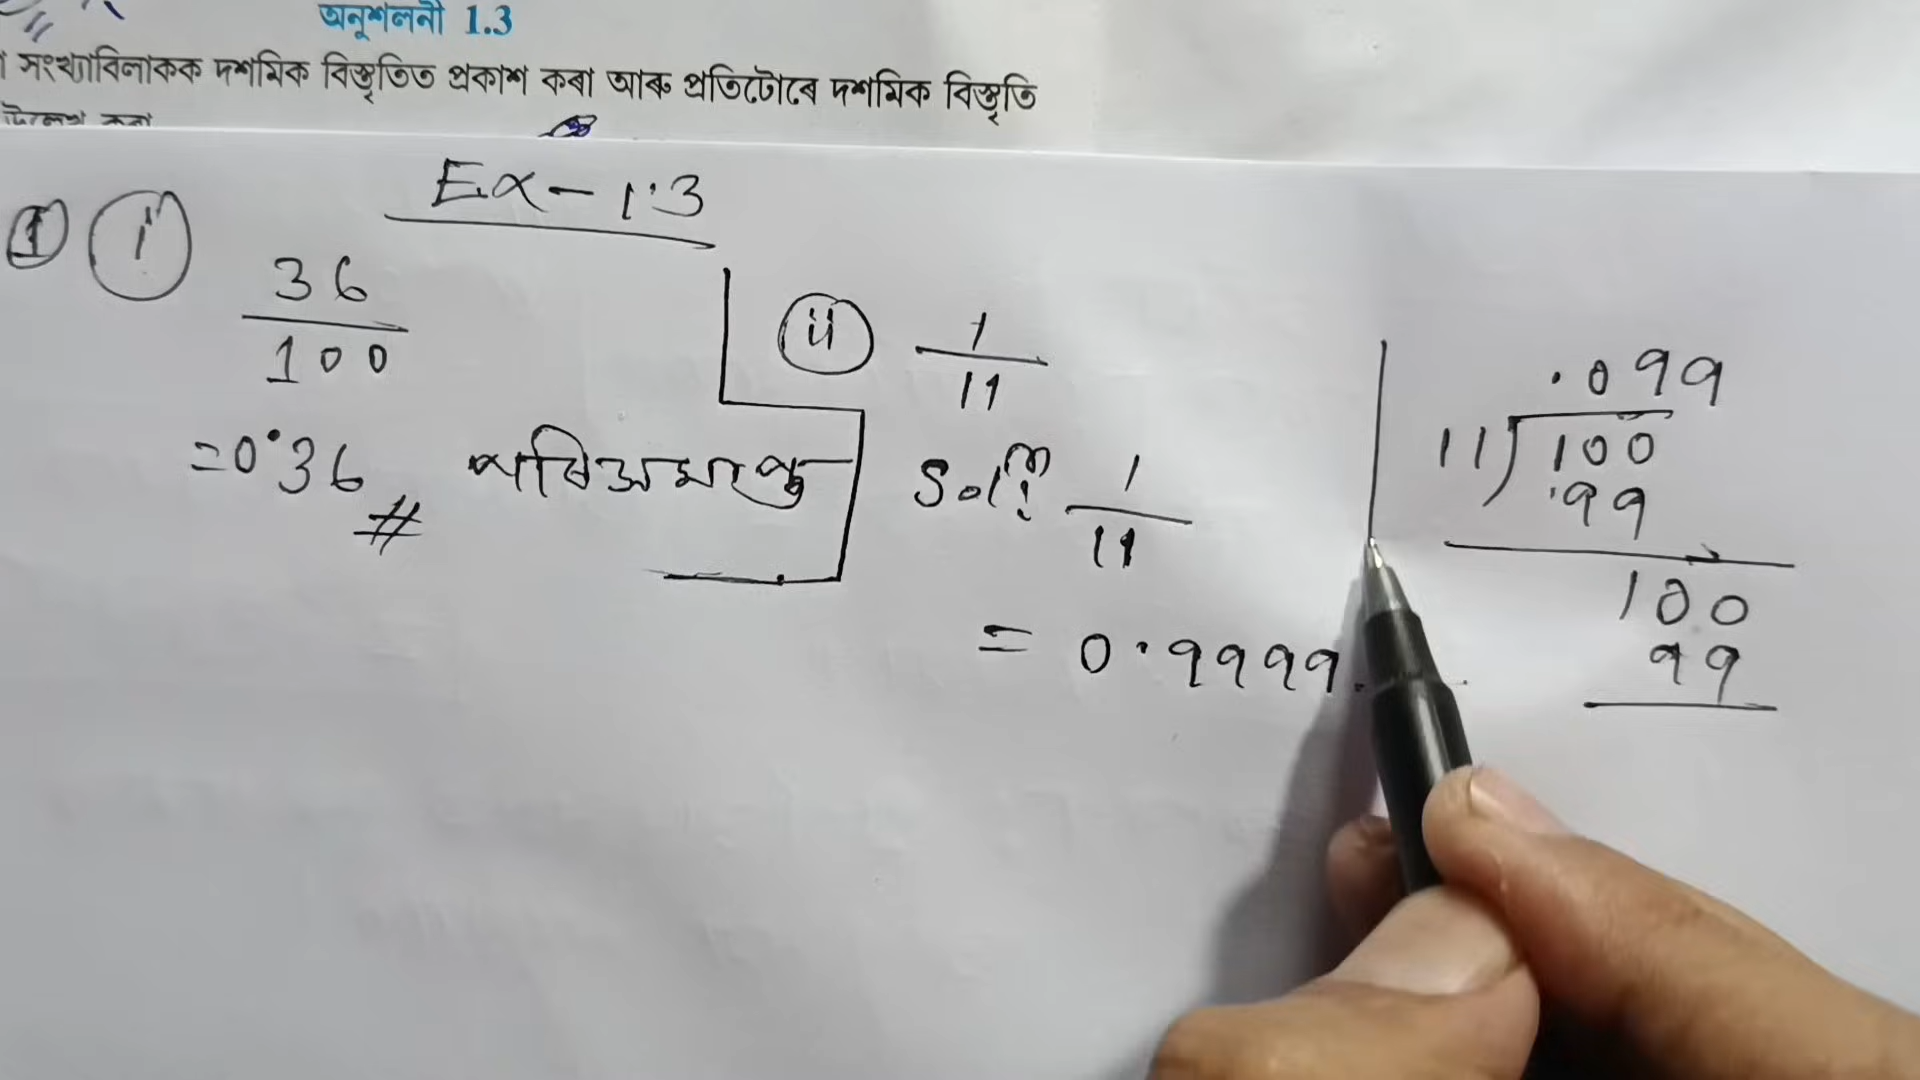 অনুশলনী 1.3
সংখ্যাবিলাকক দশমিক বিস্তৃতিত প্ৰকাশ কৰা আৰু প্ৰতিটোৰে দশমিক বিস্তৃতি
Ex - 1.3
1 i
36
100
=0.36 #
ii 1
11
Sol: 1
11
= 0.9999.
.099
11)100
99
100
99